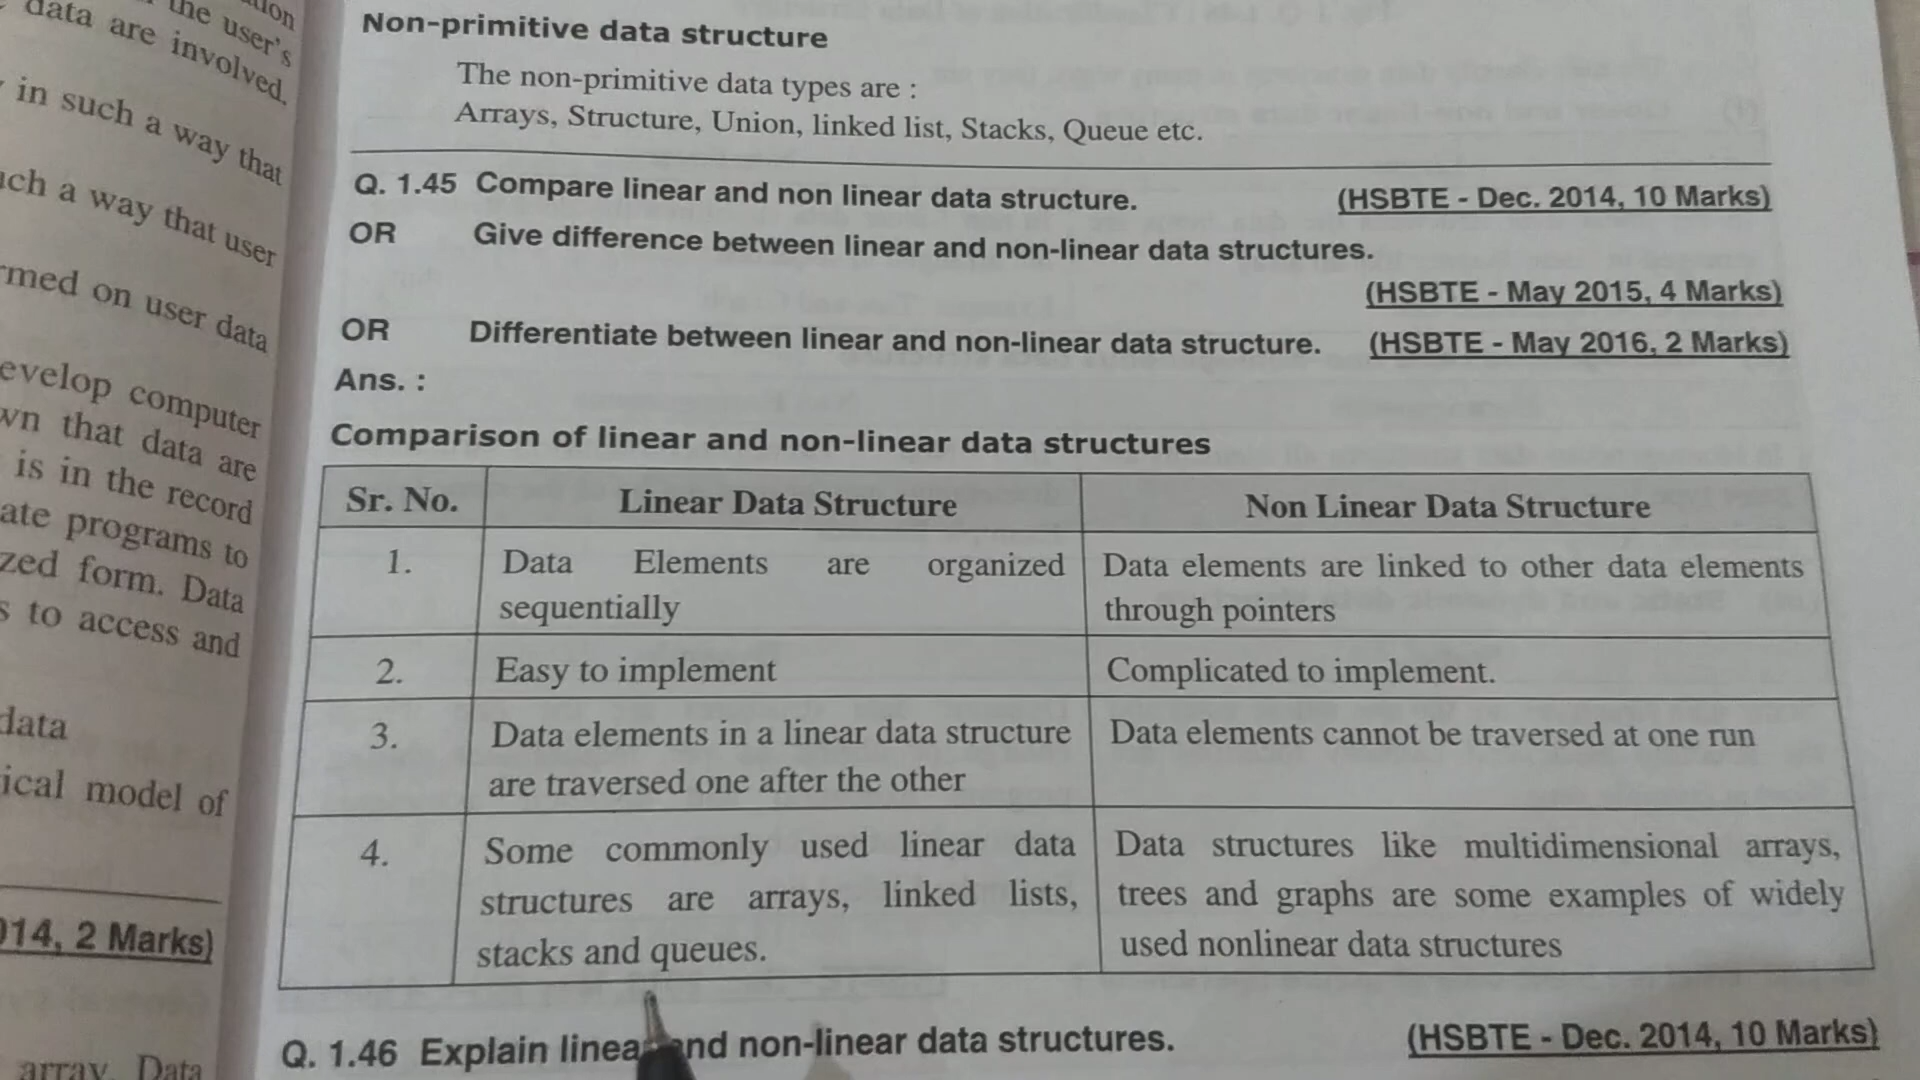 tion
the user's
data are involved.
in such a way that
such a way that user
rmed on user data
evelop computer
wn that data are
is in the record
ate programs to
zed form. Data
s to access and
data
ical model of
014, 2 Marks)
array. Data
Non-primitive data structure
The non-primitive data types are :
Arrays, Structure, Union, linked list, Stacks, Queue etc.
Q. 1.45 Compare linear and non linear data structure. (HSBTE - Dec. 2014, 10 Marks)
OR Give difference between linear and non-linear data structures.
(HSBTE - May 2015, 4 Marks)
OR Differentiate between linear and non-linear data structure. (HSBTE - May 2016, 2 Marks)
Ans. :
Comparison of linear and non-linear data structures
Sr. No. Linear Data Structure Non Linear Data Structure
1. Data Elements are organized Data elements are linked to other data elements
sequentially through pointers
2. Easy to implement Complicated to implement.
3. Data elements in a linear data structure Data elements cannot be traversed at one run
are traversed one after the other
4. Some commonly used linear data Data structures like multidimensional arrays,
structures are arrays, linked lists, trees and graphs are some examples of widely
stacks and queues. used nonlinear data structures
Q. 1.46 Explain linea and non-linear data structures. (HSBTE - Dec. 2014, 10 Marks)